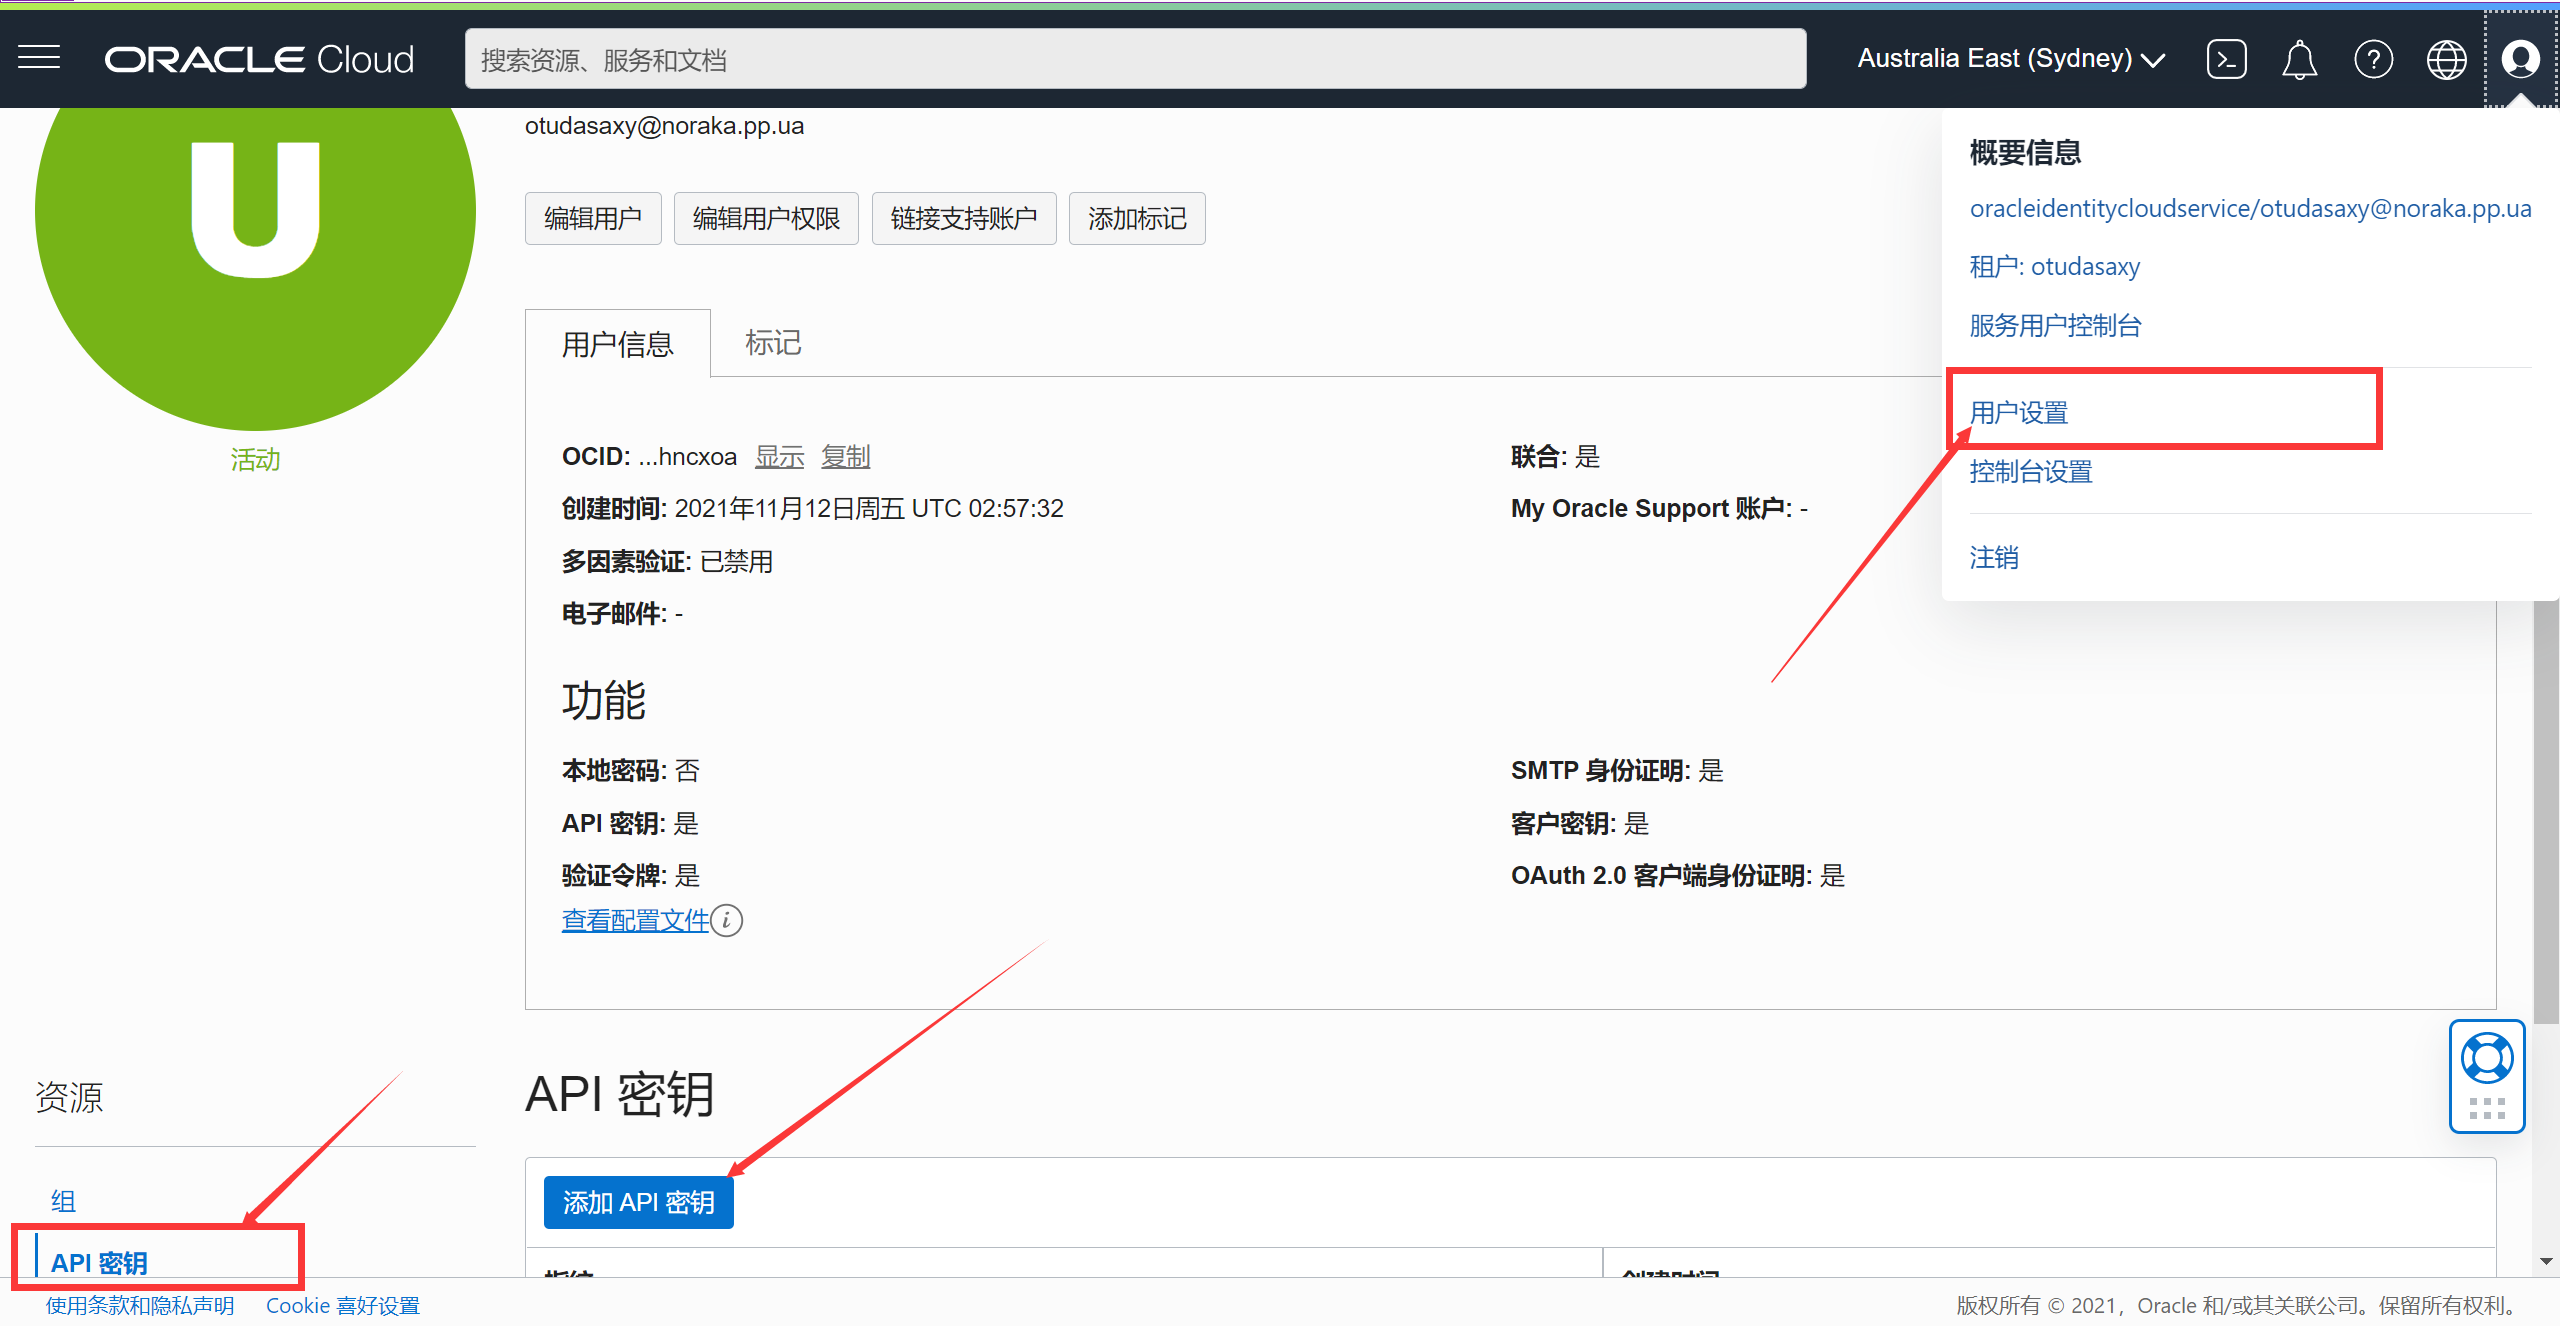 ORACLE Cloud
搜索资源、服务和文档
Australia East (Sydney)
otudasaxy@noraka.pp.ua
U
活动
编辑用户
编辑用户权限
链接支持账户
添加标记
概要信息
oracleidentitycloudservice/otudasaxy@noraka.pp.ua
租户: otudasaxy
服务用户控制台
用户设置
控制台设置
注销
用户信息
标记
OCID: ...hncxoa 显示 复制
创建时间: 2021年11月12日周五 UTC 02:57:32
多因素验证: 已禁用
电子邮件: -
联合: 是
My Oracle Support 账户: -
功能
本地密码: 否
API 密钥: 是
验证令牌: 是
查看配置文件
SMTP 身份证明: 是
客户密钥: 是
OAuth 2.0 客户端身份证明: 是
资源
组
API 密钥
API 密钥
添加 API 密钥
指纹
创建时间
使用条款和隐私声明
Cookie 喜好设置
版权所有 © 2021，Oracle 和/或其关联公司。保留所有权利。